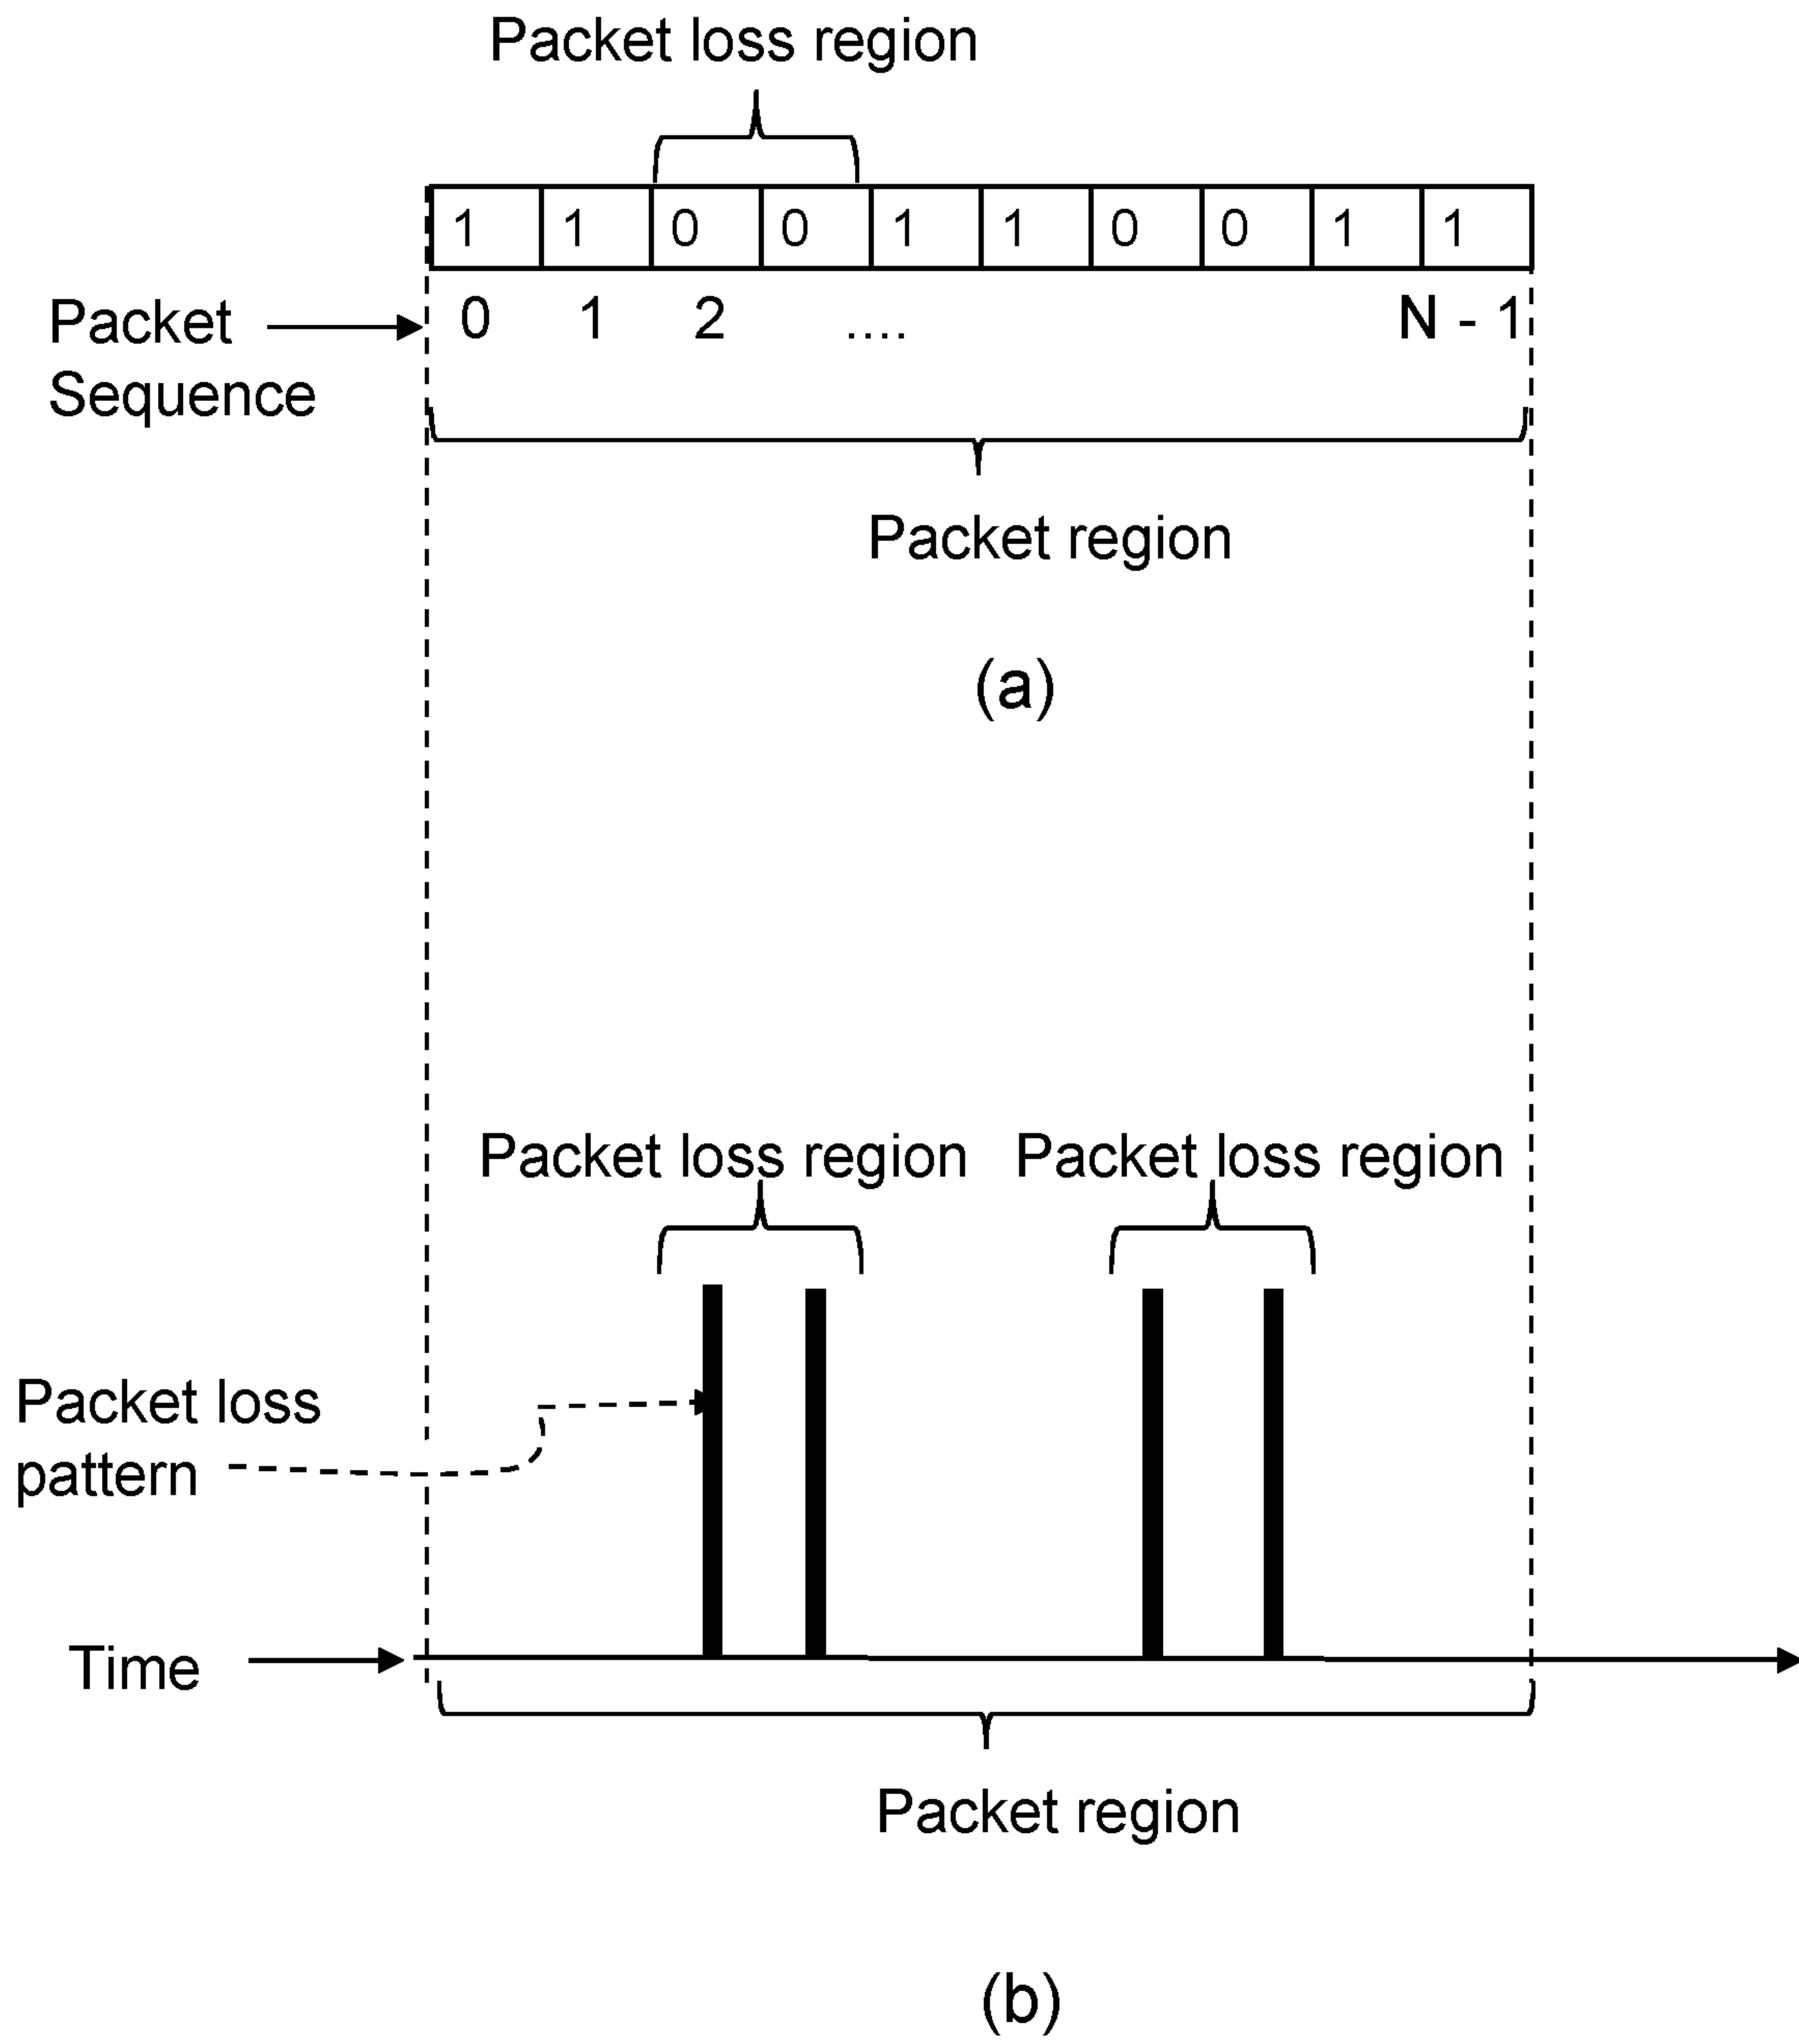 Packet loss region
1 1 0 0 1 1 0 0 1 1
0 1 2 .... N - 1
Packet
Sequence
Packet region
(a)
Packet loss region Packet loss region
Packet loss
pattern
Time
Packet region
(b)